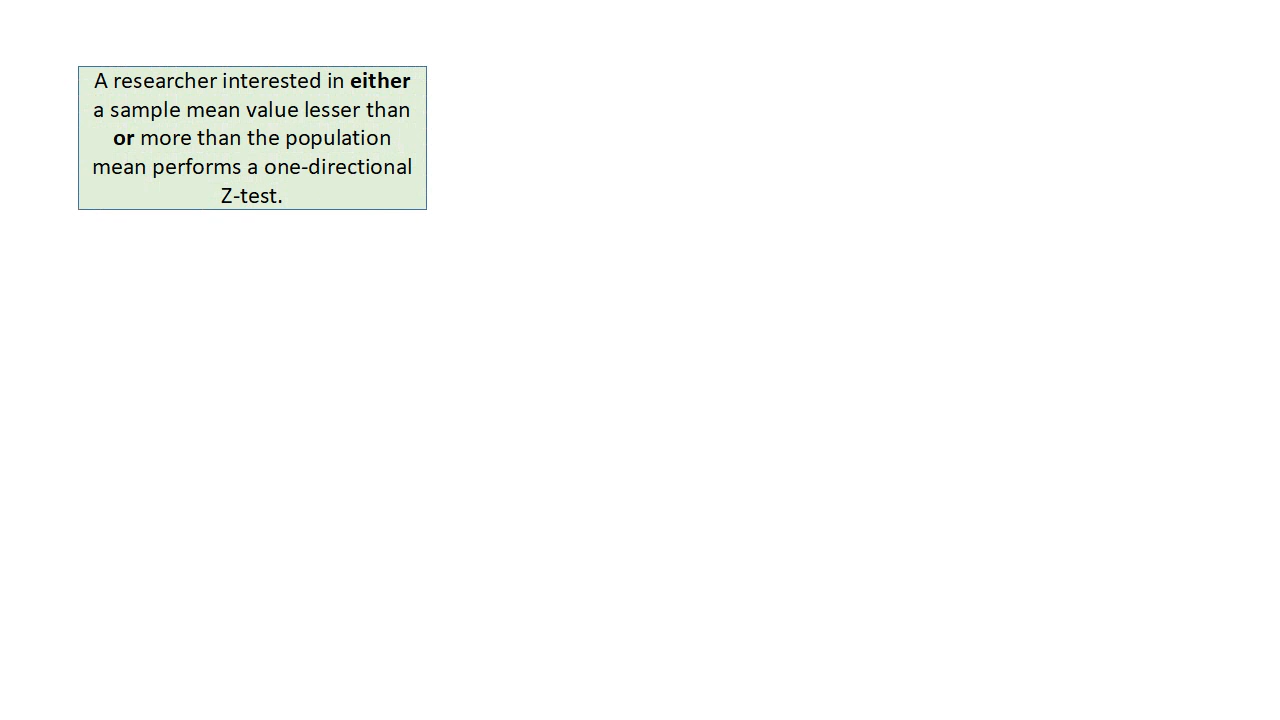 A researcher interested in either
a sample mean value lesser than
or more than the population
mean performs a one-directional
Z-test.